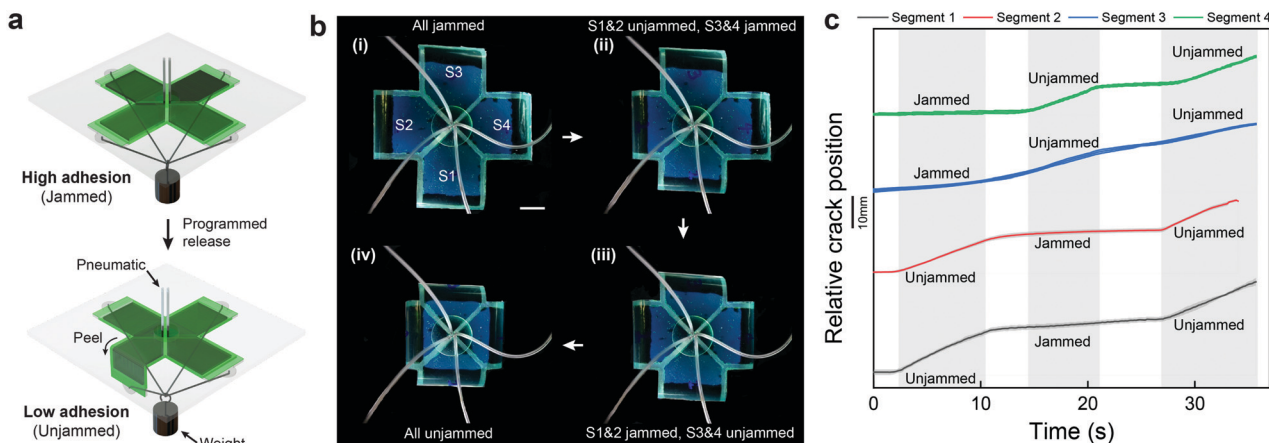 a
High adhesion
(Jammed)
Programmed
release
Pneumatic
Peel
Low adhesion
(Unjammed)
Weight
b
All jammed
S1&2 unjammed, S3&4 jammed
(i)
S3
S2
S4
S1
(ii)
(iv)
(iii)
All unjammed
S1&2 jammed, S3&4 unjammed
c
Segment 1
Segment 2
Segment 3
Segment 4
Relative crack position
10mm
Jammed
Unjammed
Unjammed
Jammed
Unjammed
Unjammed
Unjammed
Jammed
Unjammed
Unjammed
Jammed
Unjammed
0
10
20
30
Time (s)